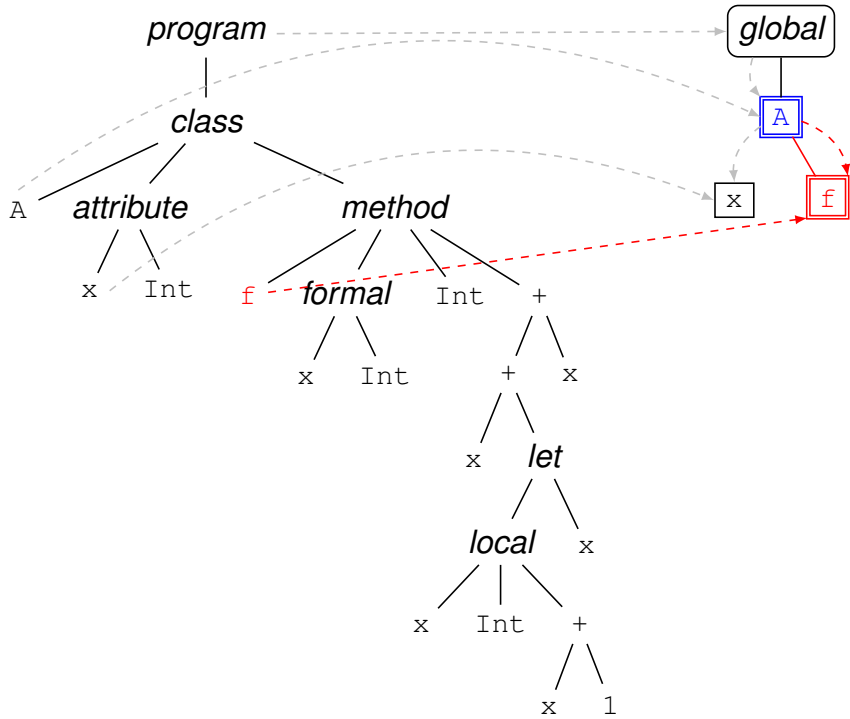 program global
class A
A attribute method x f
x Int f formal Int +
x Int + x
x let
local x
x Int +
x 1